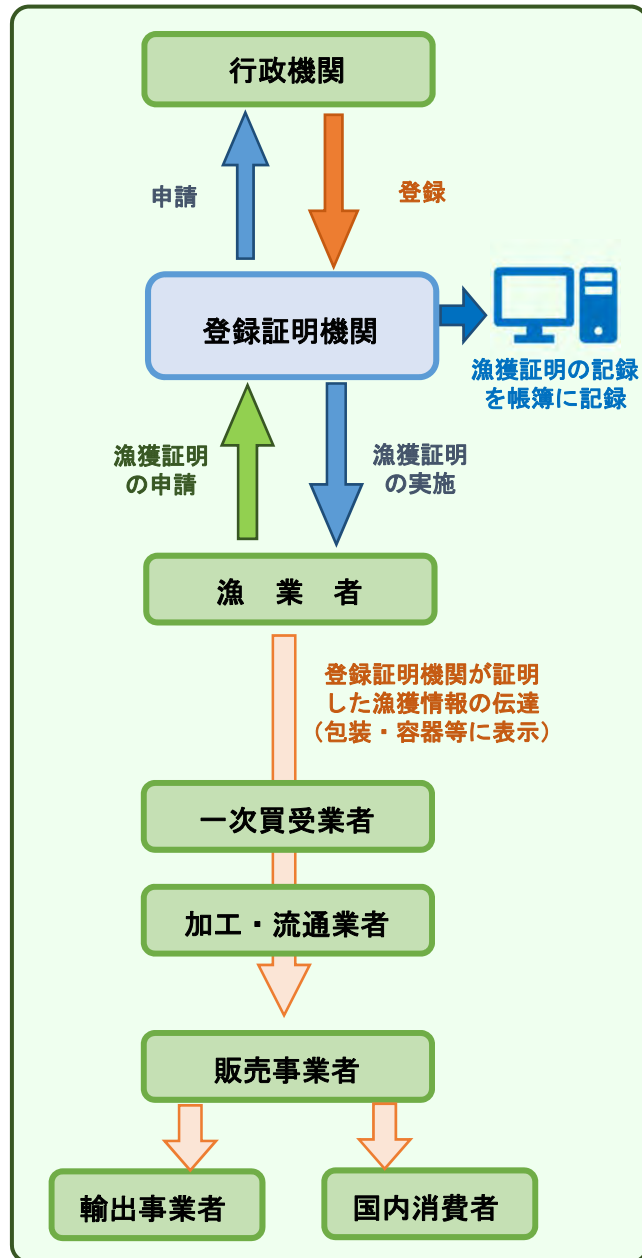 行政機関
申請
登録
登録証明機関
漁獲証明の記録
を帳簿に記録
漁獲証明
の申請
漁獲証明
の実施
漁　業　者
登録証明機関が証明
した漁獲情報の伝達
（包装・容器等に表示）
一次買受業者
加工・流通業者
販売事業者
輸出事業者
国内消費者